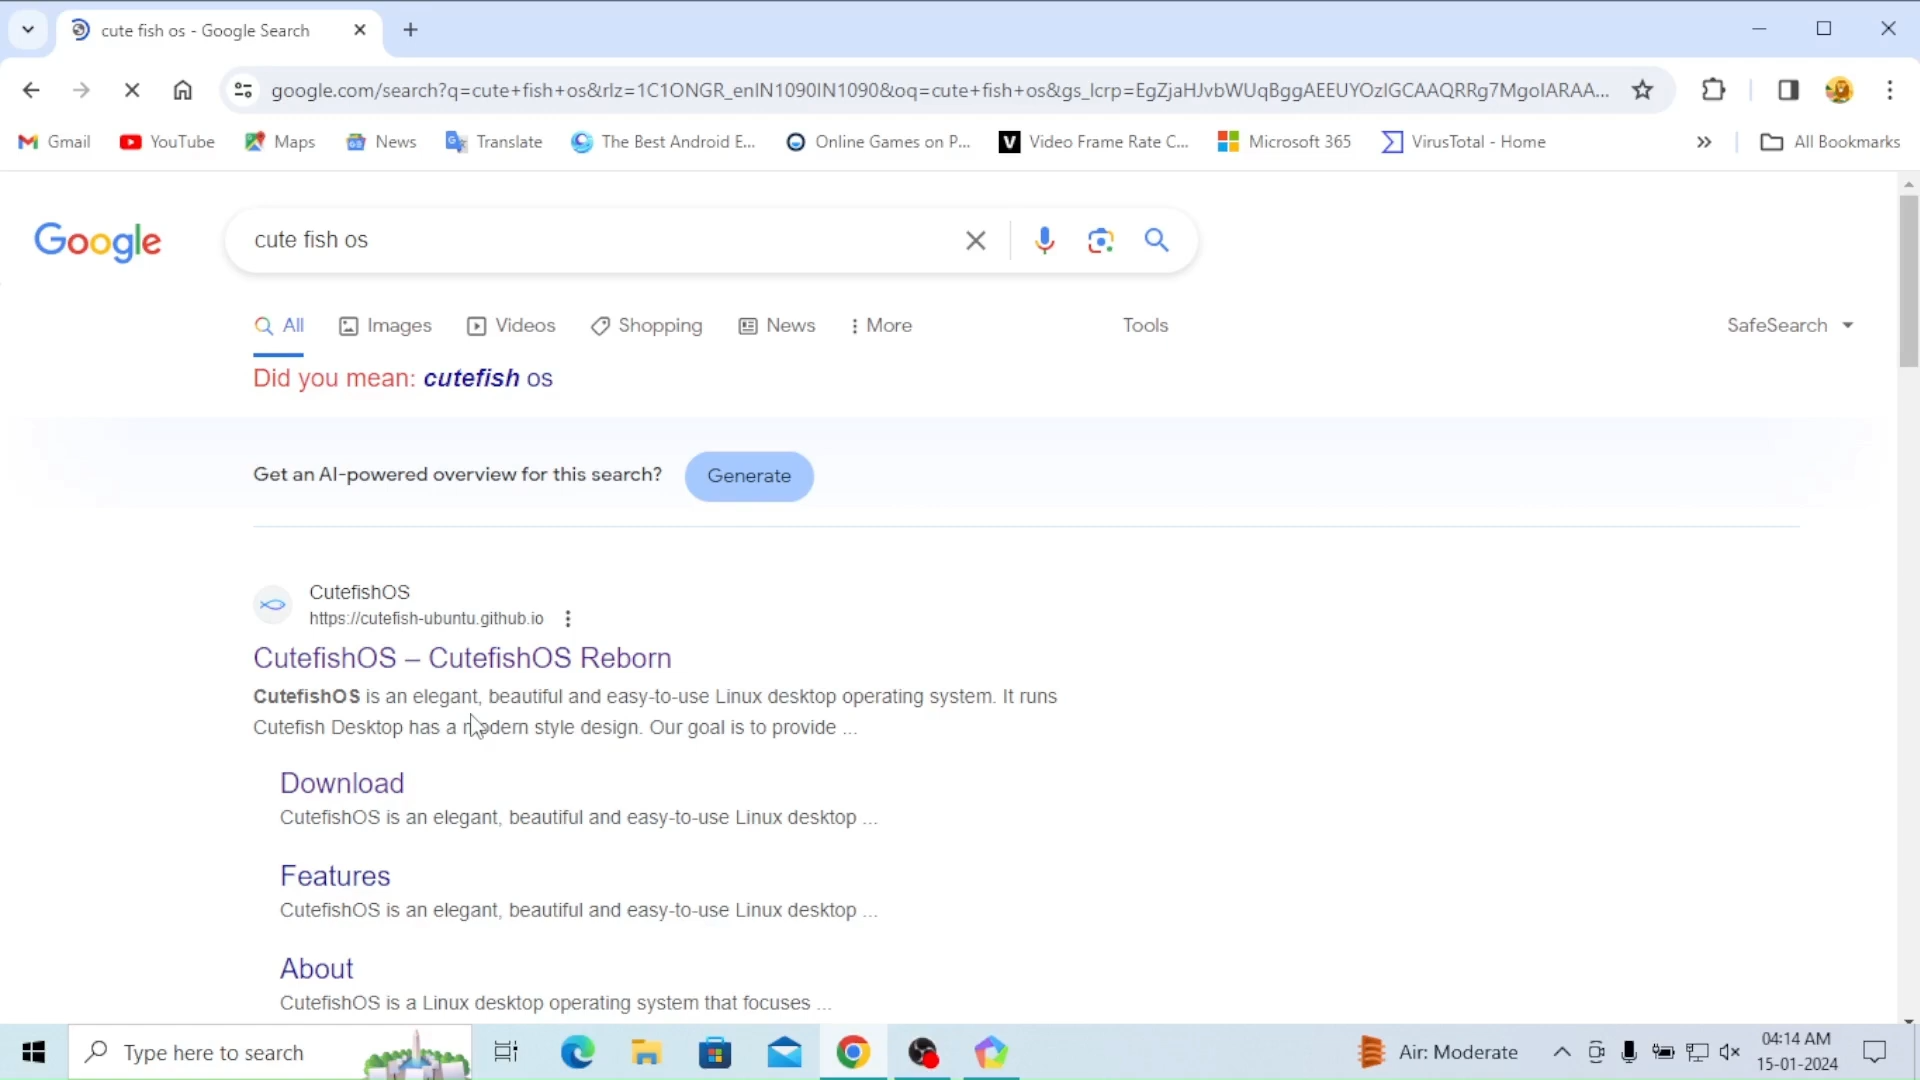 cute fish os - Google Search
google.com/search?q=cute+fish+os&rlz=1C1ONGR_enIN1090IN1090&oq=cute+fish+os&gs_lcrp=EgZjaHJvbWUqBggAEEUYOzIGCAAQRRg7MgoIARAA...
Gmail YouTube Maps News Translate The Best Android E... Online Games on P... Video Frame Rate C... Microsoft 365 VirusTotal - Home All Bookmarks
Google cute fish os
All Images Videos Shopping News More Tools SafeSearch
Did you mean: cutefish os
Get an AI-powered overview for this search? Generate
CutefishOS
https://cutefish-ubuntu.github.io
CutefishOS – CutefishOS Reborn
CutefishOS is an elegant, beautiful and easy-to-use Linux desktop operating system. It runs
Cutefish Desktop has a modern style design. Our goal is to provide ...
Download
CutefishOS is an elegant, beautiful and easy-to-use Linux desktop ...
Features
CutefishOS is an elegant, beautiful and easy-to-use Linux desktop ...
About
CutefishOS is a Linux desktop operating system that focuses ...
Type here to search Air: Moderate 04:14 AM
15-01-2024